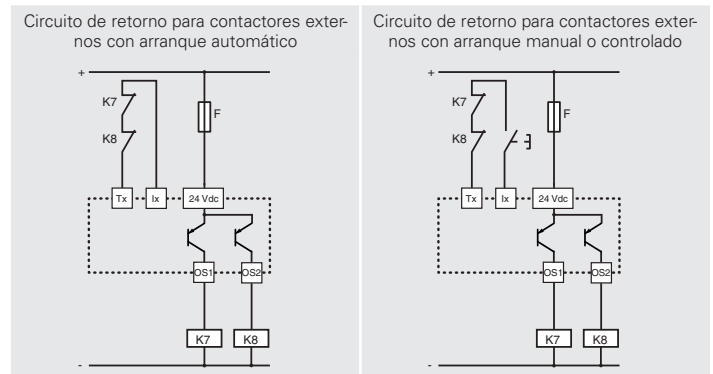 Circuito de retorno para contactores exter-
nos con arranque automático
+
K7
K8
F
Tx
Ix
24 Vdc
OS1
OS2
K7
K8
-
Circuito de retorno para contactores exter-
nos con arranque manual o controlado
+
K7
K8
F
Tx
Ix
24 Vdc
OS1
OS2
K7
K8
-